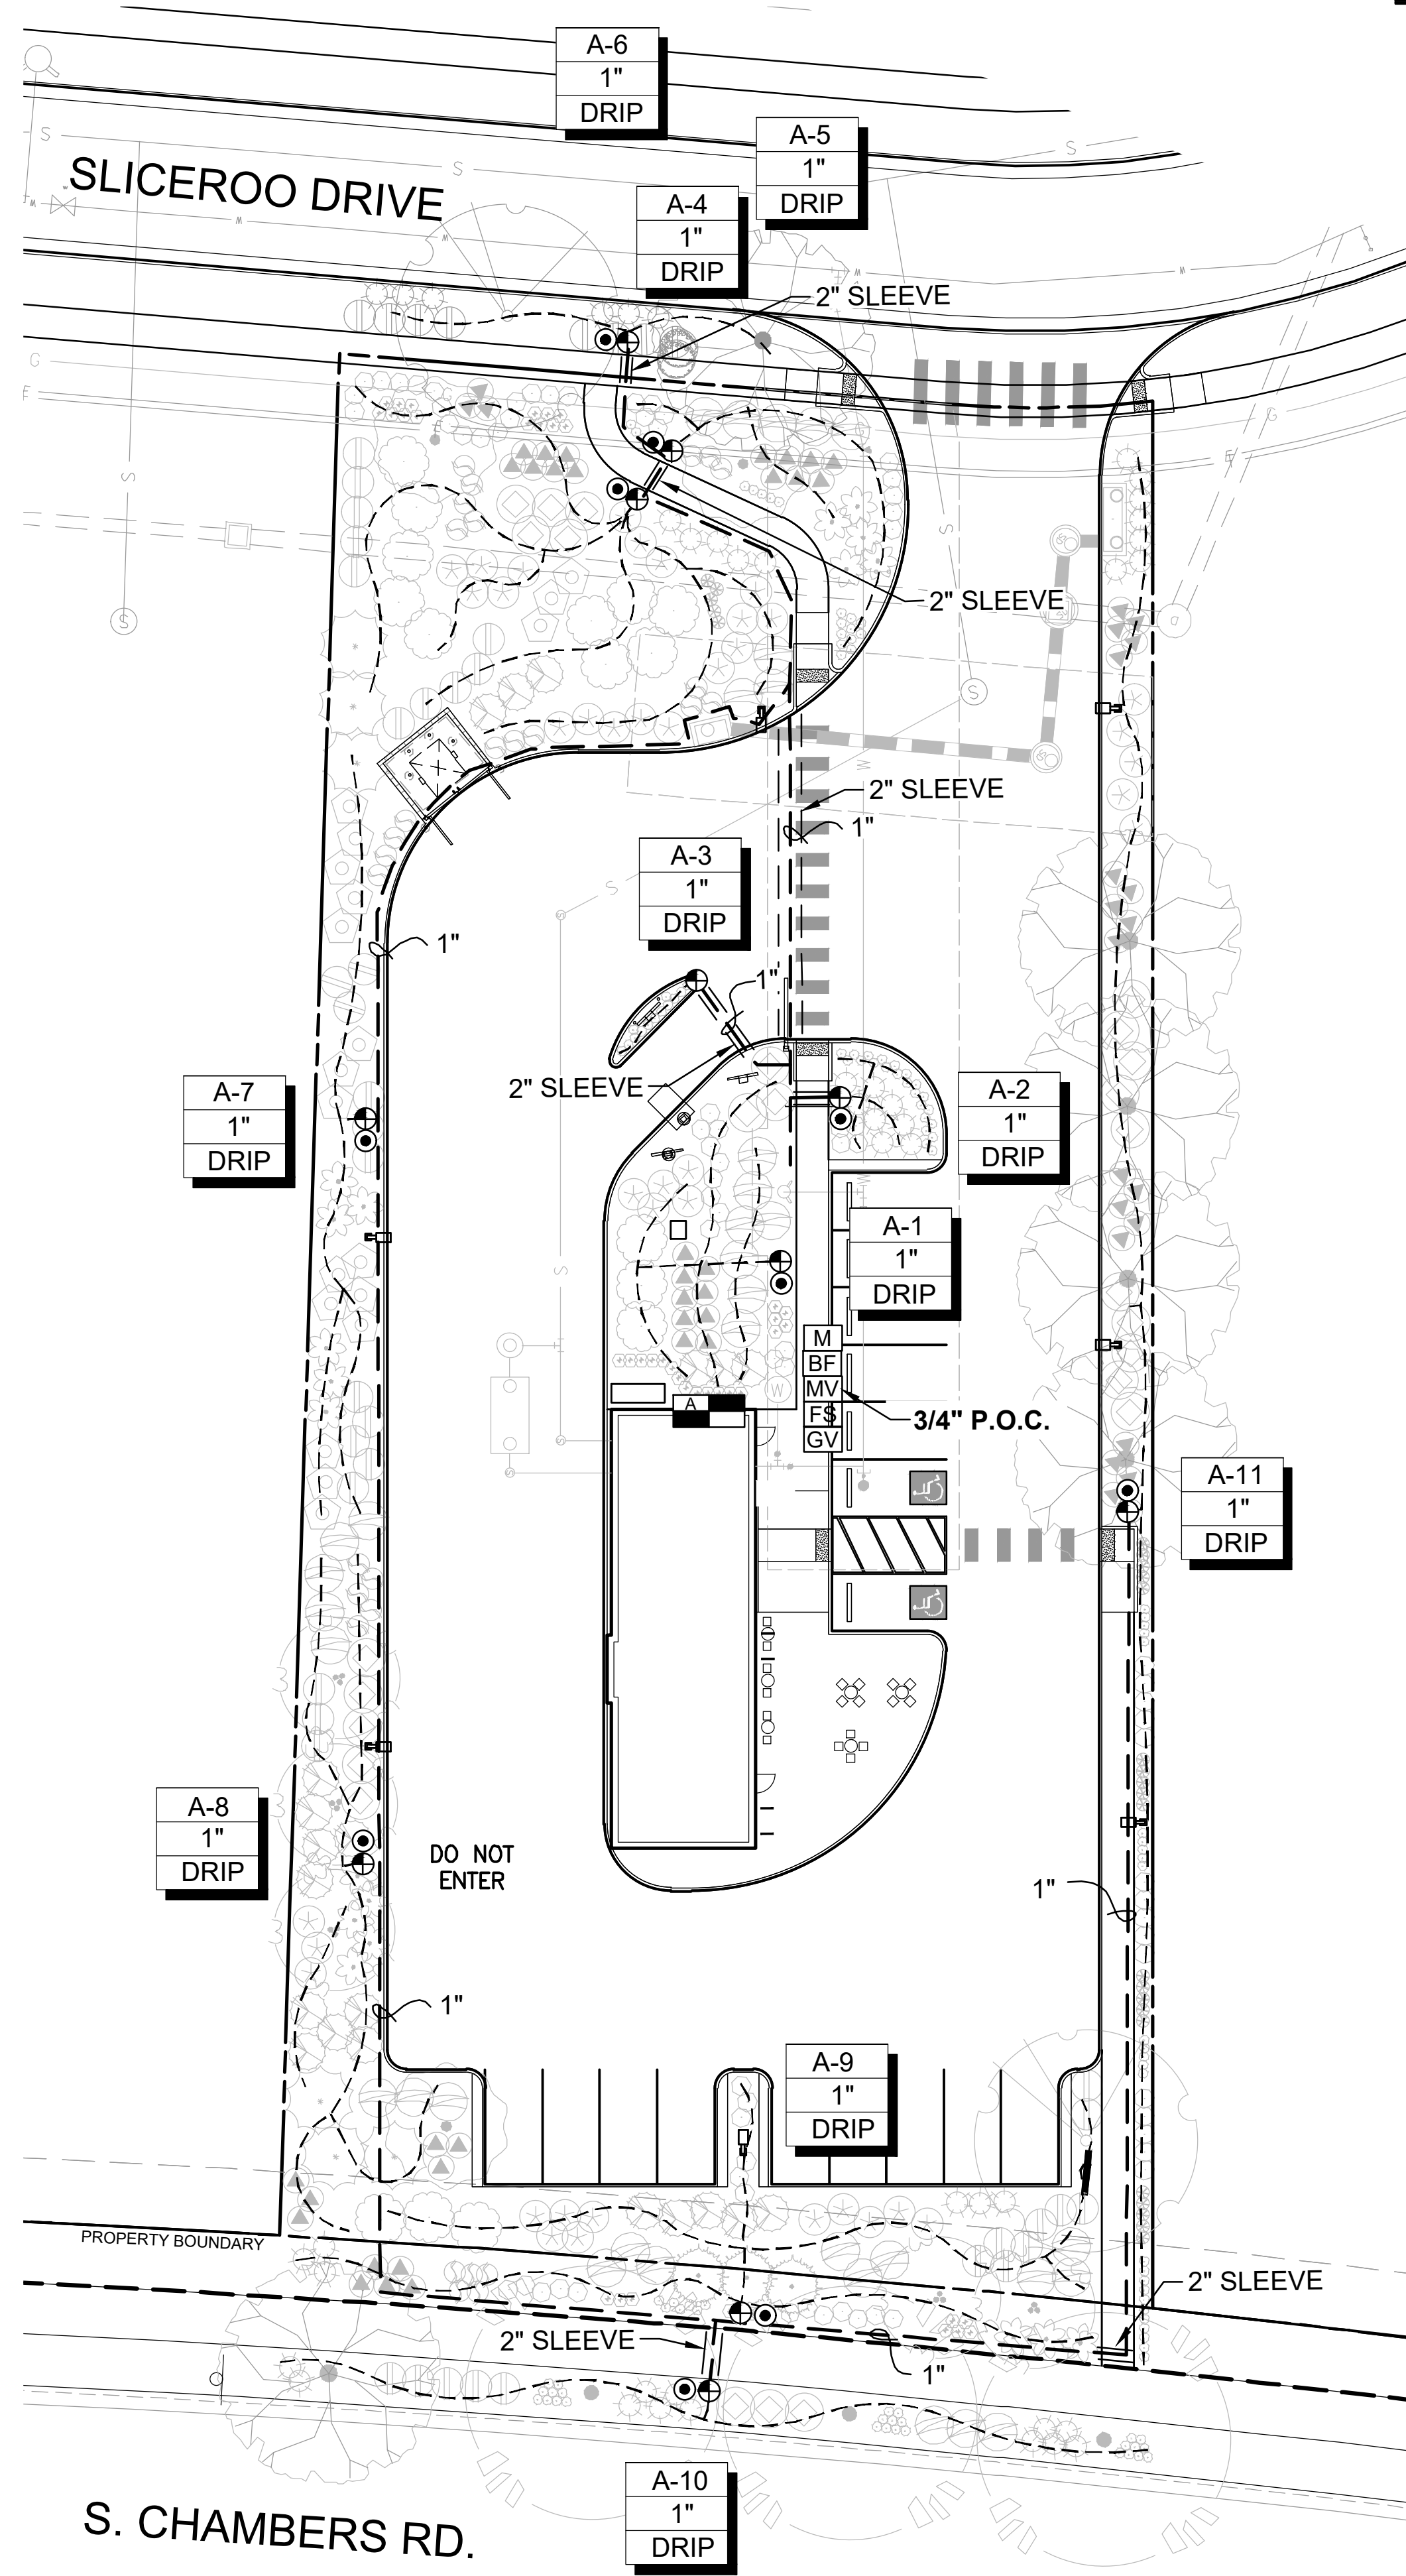 A-6
1"
DRIP
A-5
1"
DRIP
SLICEROO DRIVE
A-4
1"
DRIP
2" SLEEVE
2" SLEEVE
2" SLEEVE
1"
A-3
1"
DRIP
1"
1"
2" SLEEVE
A-7
1"
DRIP
A-2
1"
DRIP
A-1
1"
DRIP
M
BF
MV
FS
GV
3/4" P.O.C.
A
W
A-11
1"
DRIP
A-8
1"
DRIP
DO NOT
ENTER
1"
1"
A-9
1"
DRIP
PROPERTY BOUNDARY
2" SLEEVE
2" SLEEVE
1"
A-10
1"
DRIP
S. CHAMBERS RD.
S
S
S
S
S
S
S
S
S
W
W
W
W
W
G
G
E
E